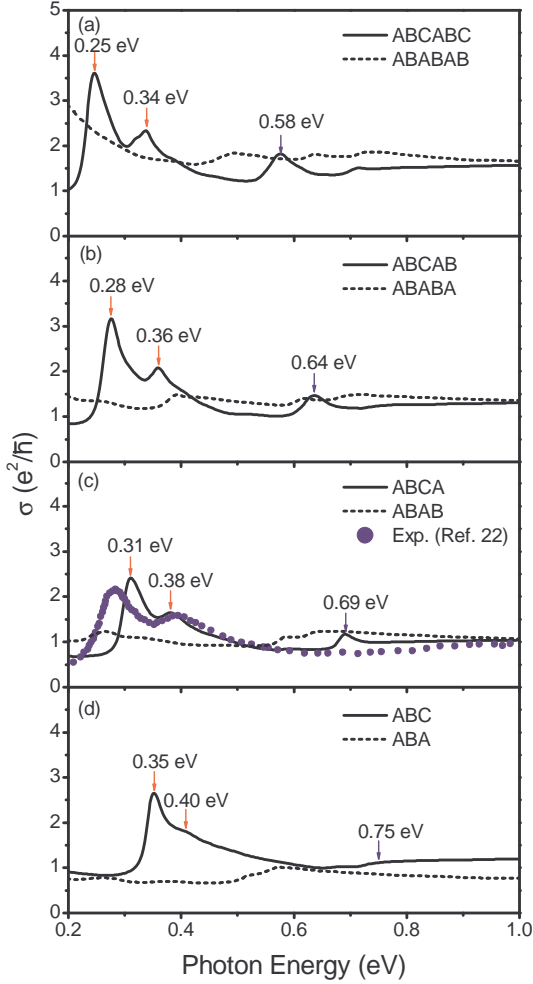 5
(a)
ABCABC
0.25 eV
ABABAB
4
0.34 eV
3
0.58 eV
2
1
0
(b)
ABCAB
4
0.28 eV
ABABA
3
0.36 eV
0.64 eV
2
1
0
σ (e²/ħ)
(c)
ABCA
4
ABAB
Exp. (Ref. 22)
3
0.31 eV
0.38 eV
2
0.69 eV
1
0
(d)
ABC
4
ABA
0.35 eV
3
0.40 eV
2
0.75 eV
1
0
0.2 0.4 0.6 0.8 1.0
Photon Energy (eV)